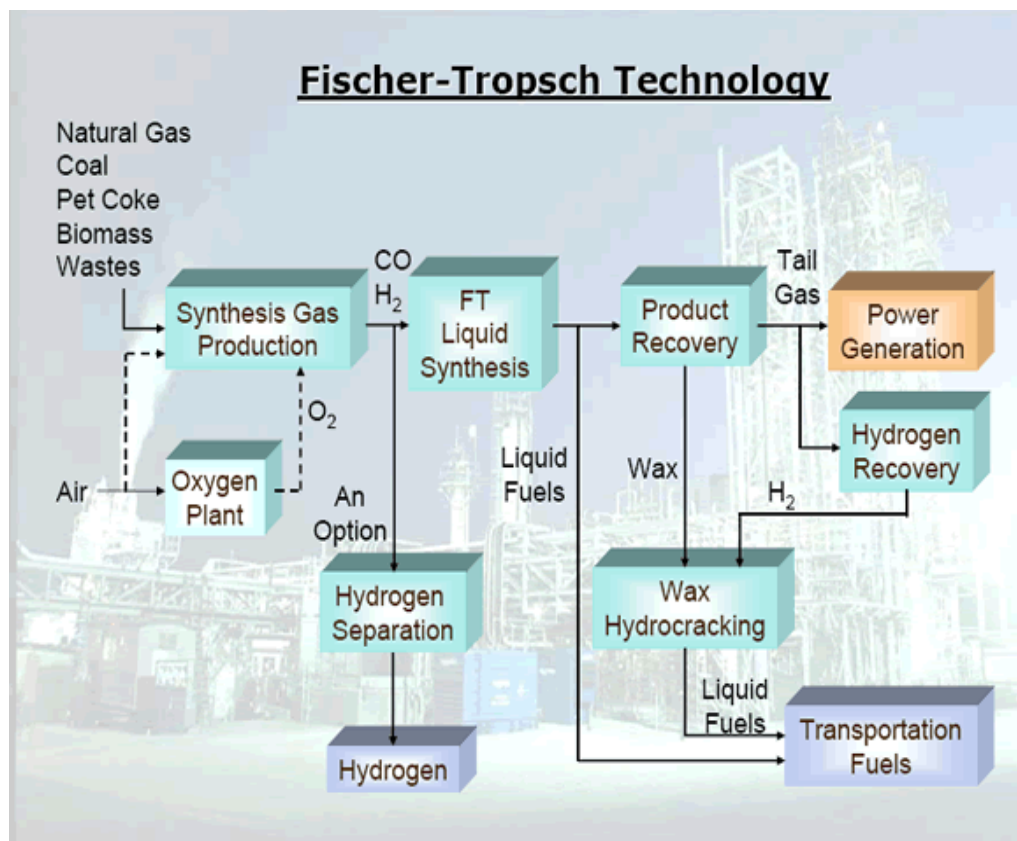 Fischer-Tropsch Technology
Natural Gas
Coal
Pet Coke
Biomass
Wastes
Synthesis Gas
Production
CO
H₂
FT
Liquid
Synthesis
Product
Recovery
Tail
Gas
Power
Generation
Air
Oxygen
Plant
O₂
An
Option
Liquid
Fuels
Wax
H₂
Hydrogen
Recovery
Hydrogen
Separation
Wax
Hydrocracking
Liquid
Fuels
Hydrogen
Transportation
Fuels